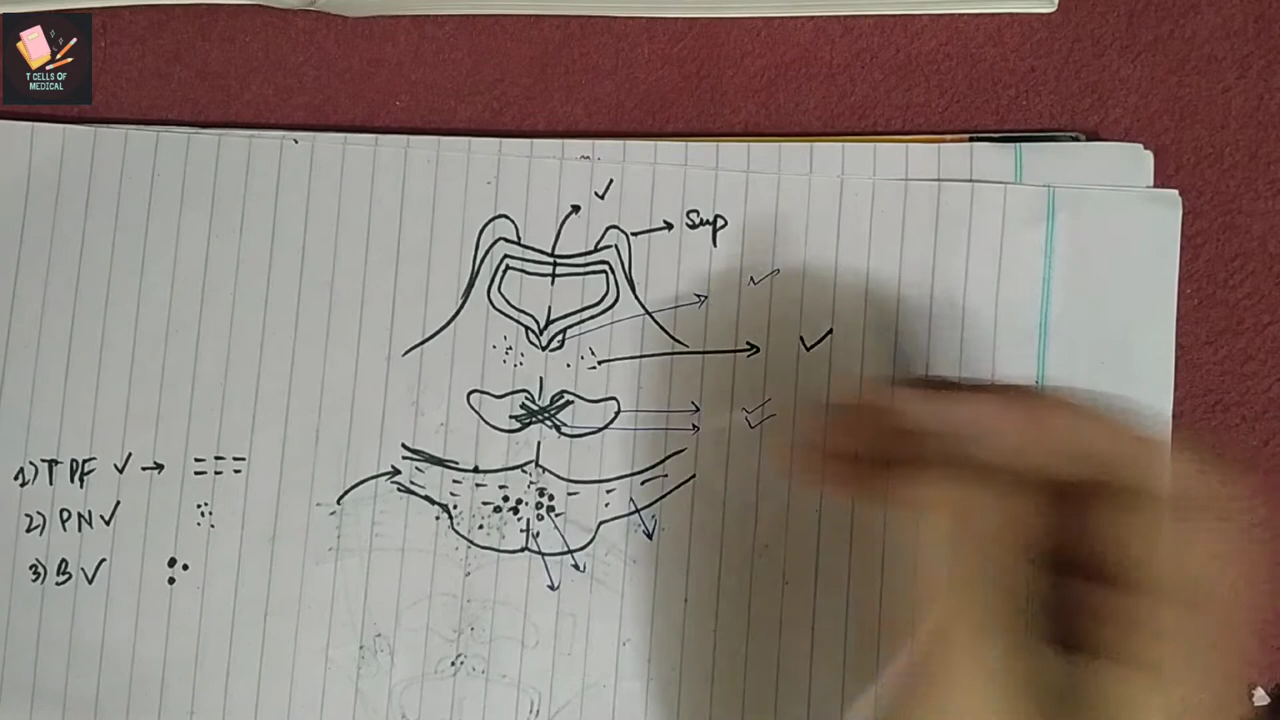 T CELLS OF
MEDICAL
Sup
1) TPF ✓ →
2) PN ✓
3) B ✓